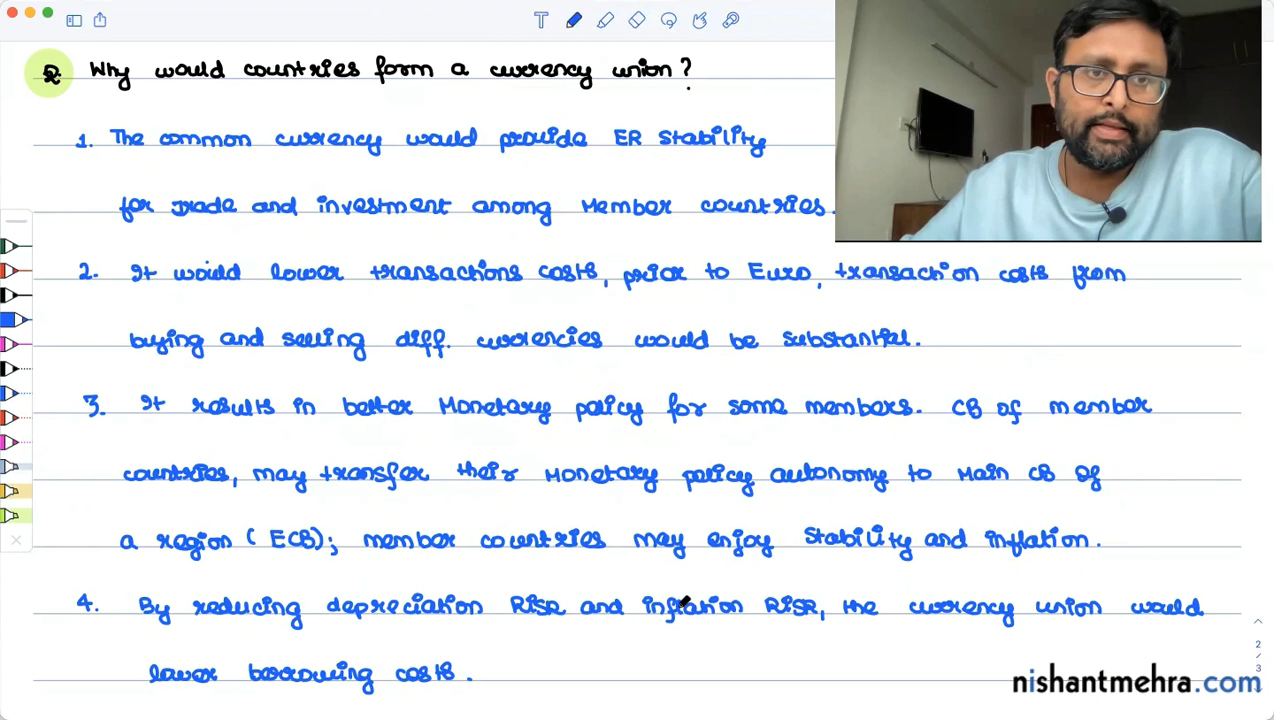 Q. Why would countries form a currency union?
1. The common currency would provide ER Stability
for Trade and investment among Member countries.
2. It would lower transactions costs, prior to Euro, transaction costs from
buying and selling diff. currencies would be substantial.
3. It results in better Monetary policy for some members. CB of member
countries, may transfer their Monetary policy autonomy to Main CB of
a region (ECB); member countries may enjoy Stability and inflation.
4. By reducing depreciation Risk and inflation Risk, the currency union would
lower borrowing costs.
2
/
3
nishantmehra.com